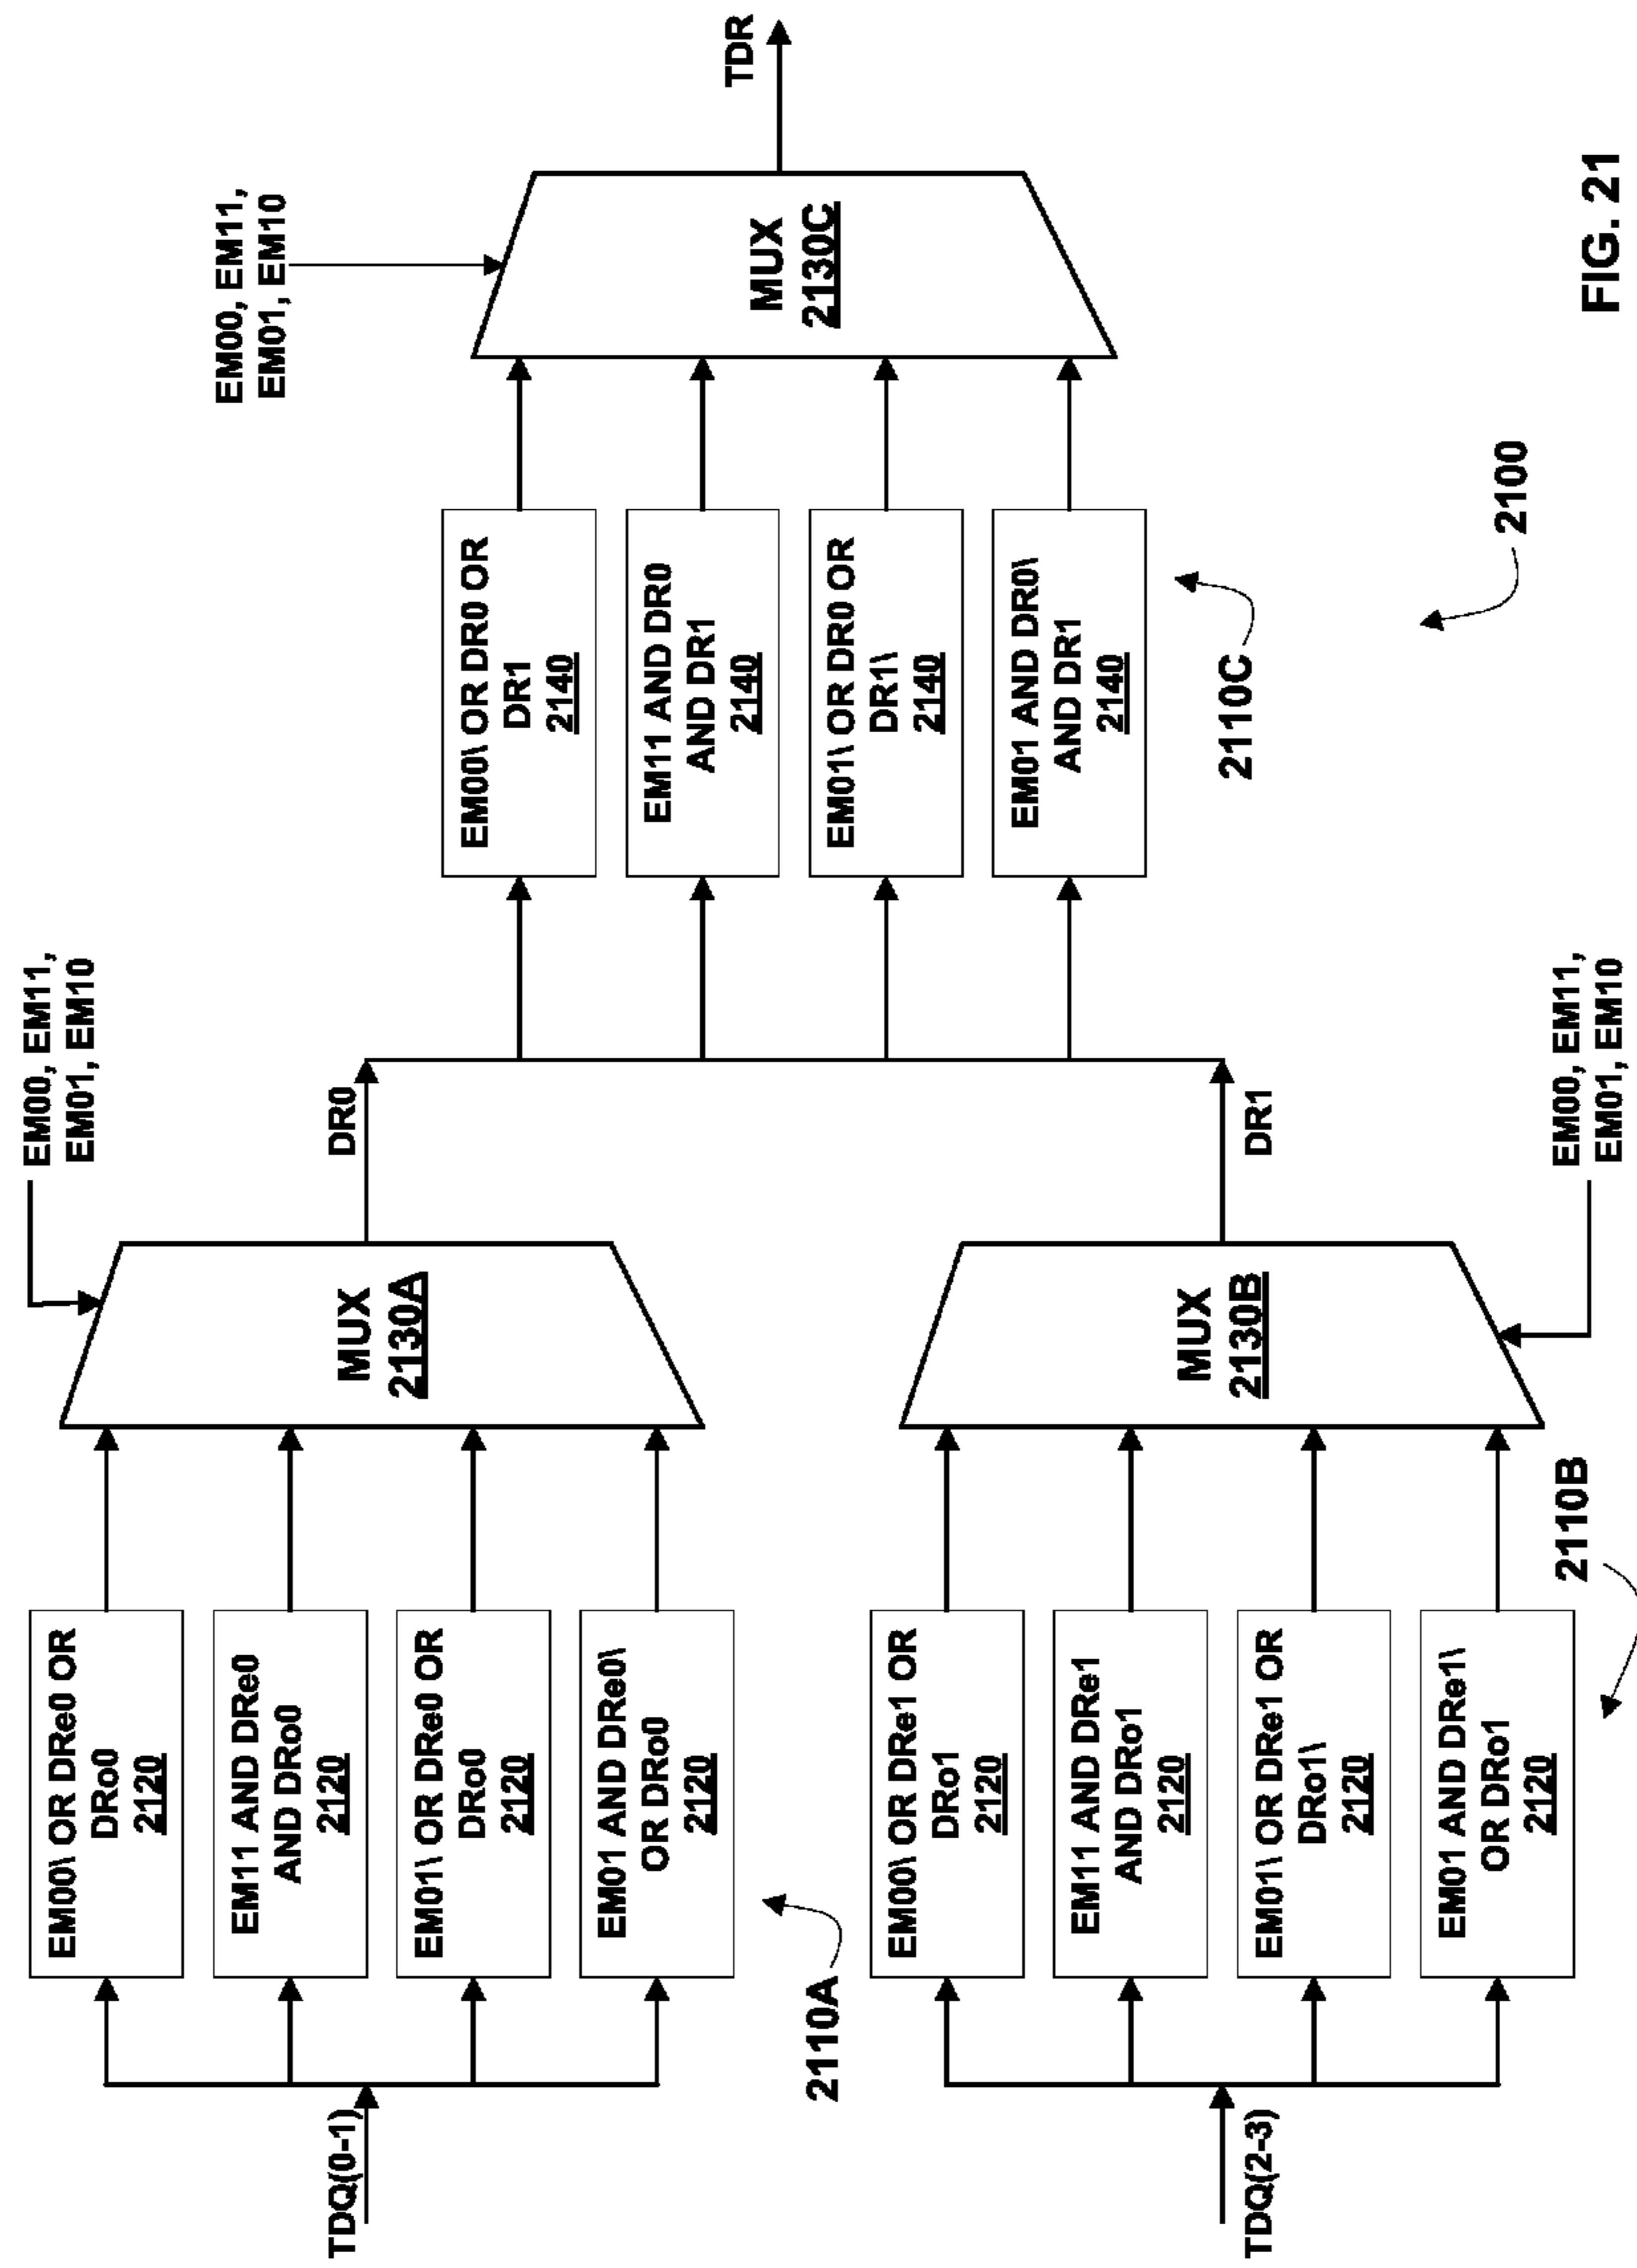 TDQ(0-1)
EM00\ OR DRe0 OR
DRo0
2120
EM11 AND DRe0
AND DRo0
2120
EM01\ OR DRe0 OR
DRo0
2120
EM01 AND DRe0\
OR DRo0
2120
2110A
MUX
2130A
EM00, EM11,
EM01, EM10
DR0
TDQ(2-3)
EM00\ OR DRe1 OR
DRo1
2120
EM11 AND DRe1
AND DRo1
2120
EM01\ OR DRe1 OR
DRo1\
2120
EM01 AND DRe1\
OR DRo1
2120
2110B
MUX
2130B
EM00, EM11,
EM01, EM10
DR1
EM00\ OR DR0 OR
DR1
2140
EM11 AND DR0
AND DR1
2140
EM01\ OR DR0 OR
DR1\
2140
EM01 AND DR0\
AND DR1
2140
2110C
EM00, EM11,
EM01, EM10
MUX
2130C
TDR
2100
FIG. 21